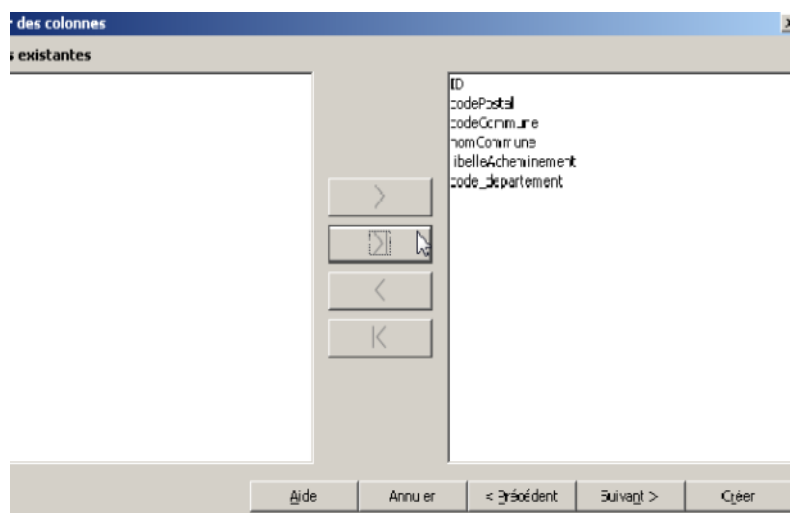 r des colonnes
s existantes
ID
codePostal
codeCommune
nomCommune
libelleAcheminement
code_departement
Aide
Annuler
< Précédent
Suivant >
Créer